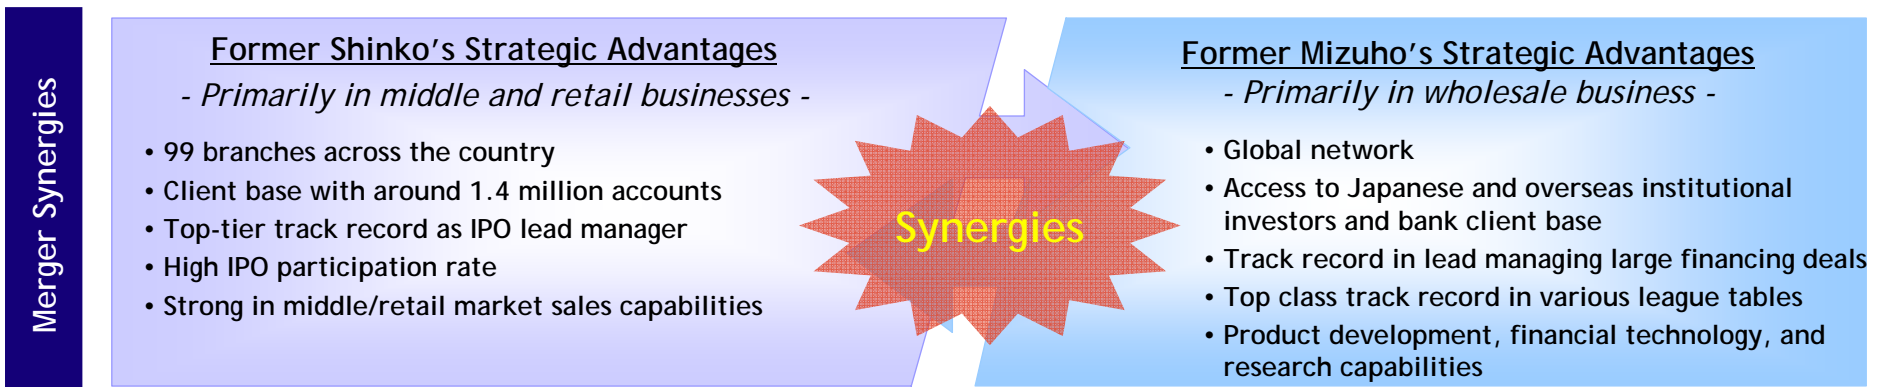 Merger Synergies
Former Shinko's Strategic Advantages
- Primarily in middle and retail businesses -
• 99 branches across the country
• Client base with around 1.4 million accounts
• Top-tier track record as IPO lead manager
• High IPO participation rate
• Strong in middle/retail market sales capabilities
Synergies
Former Mizuho's Strategic Advantages
- Primarily in wholesale business -
• Global network
• Access to Japanese and overseas institutional
investors and bank client base
• Track record in lead managing large financing deals
• Top class track record in various league tables
• Product development, financial technology, and
research capabilities